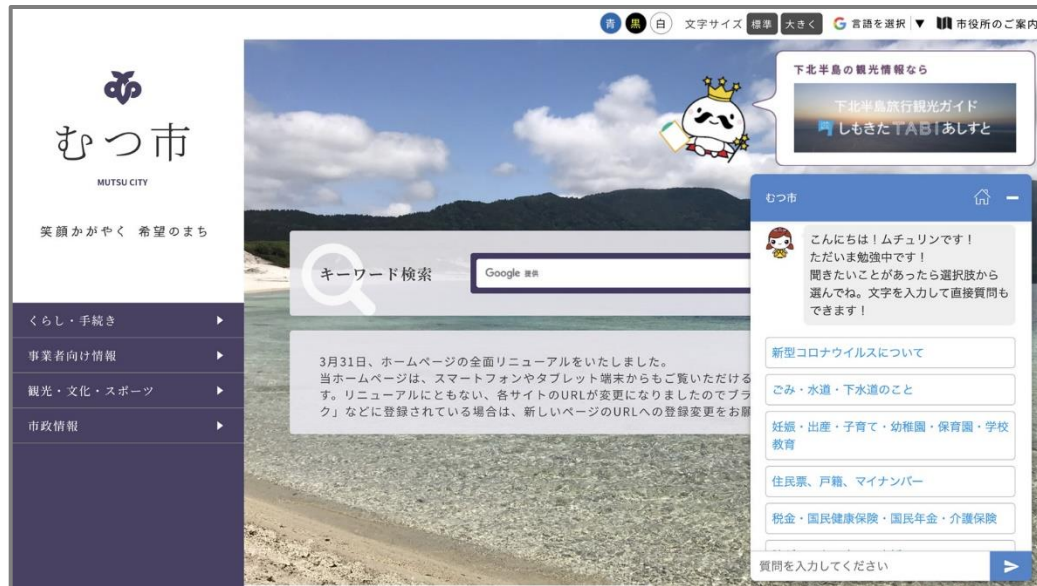 青 黒 白 文字サイズ 標準 大きく G 言語を選択 ▼ 市役所のご案内
むつ市
MUTSU CITY
笑顔かがやく 希望のまち
くらし・手続き
事業者向け情報
観光・文化・スポーツ
市政情報
下北半島の観光情報なら
下北半島旅行観光ガイド
しもきたTABIあしすと
キーワード検索
Google 提供
3月31日、ホームページの全面リニューアルをいたしました。
当ホームページは、スマートフォンやタブレット端末からもご覧いただける
す。リニューアルにともない、各サイトのURLが変更になりましたのでブラ
ク」などに登録されている場合は、新しいページのURLへの登録変更をお願
むつ市
こんにちは！ムチュリンです！
ただいま勉強中です！
聞きたいことがあったら選択肢から
選んでね。文字を入力して直接質問も
できます！
新型コロナウイルスについて
ごみ・水道・下水道のこと
妊娠・出産・子育て・幼稚園・保育園・学校
教育
住民票、戸籍、マイナンバー
税金・国民健康保険・国民年金・介護保険
質問を入力してください